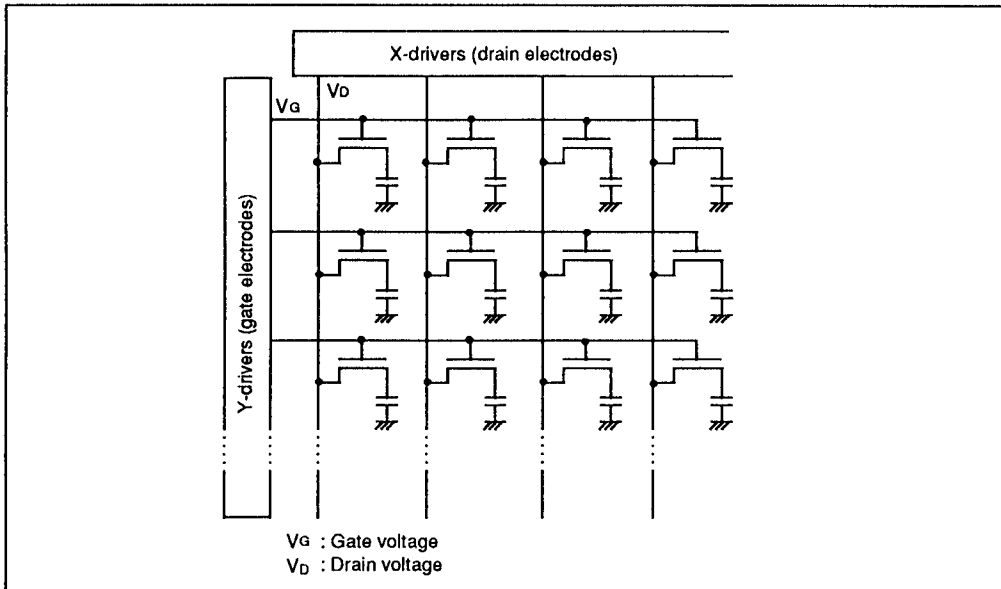 X-drivers (drain electrodes)
VD
VG
Y-drivers (gate electrodes)
VG : Gate voltage
VD : Drain voltage